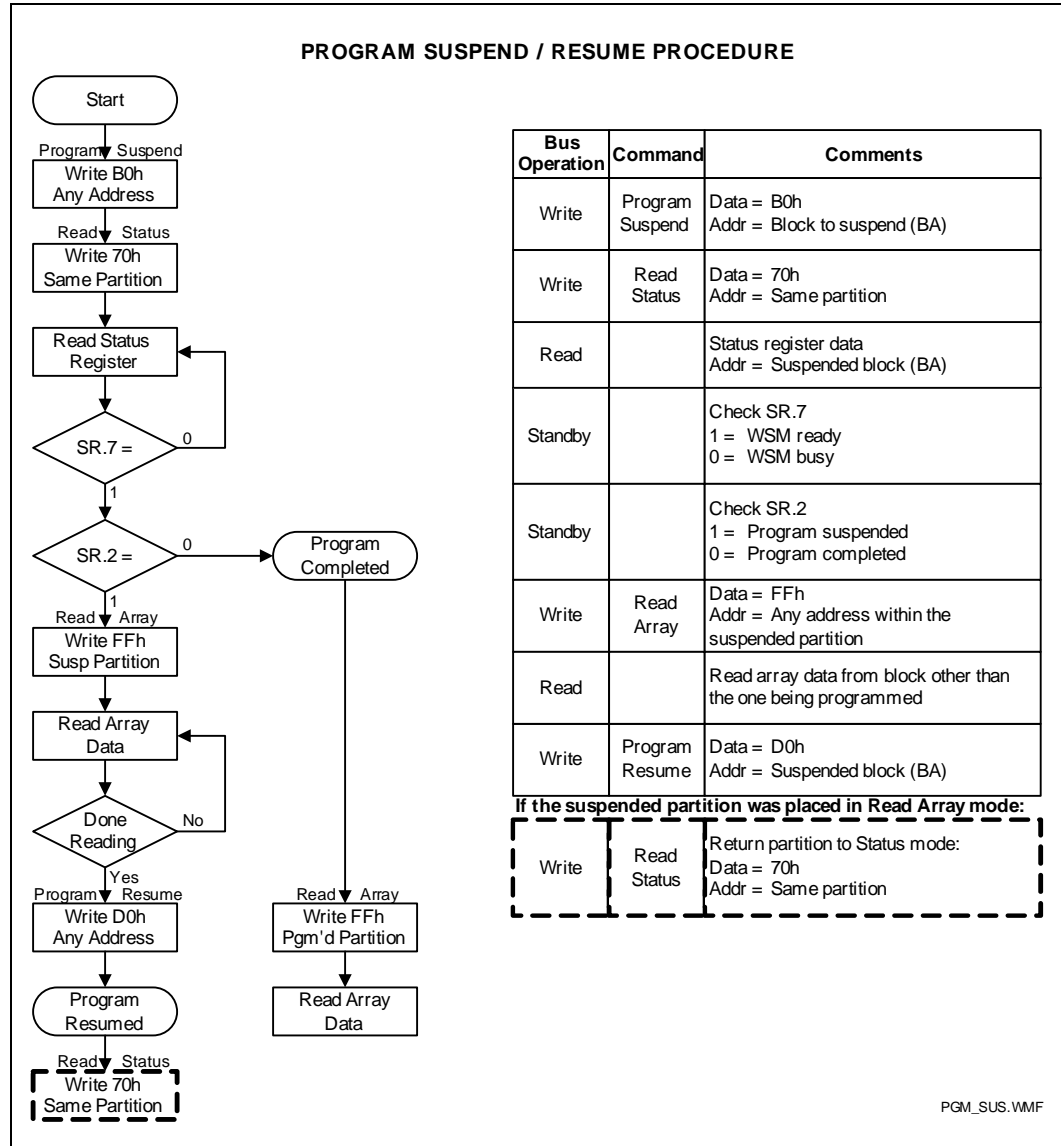 PROGRAM SUSPEND / RESUME PROCEDURE
Start
Program Suspend
Write B0h
Any Address
Read Status
Write 70h
Same Partition
Read Status
Register
SR.7 =
0
1
SR.2 =
0
1
Program
Completed
Read Array
Write FFh
Susp Partition
Read Array
Data
Done
Reading
No
Yes
Program Resume
Write D0h
Any Address
Program
Resumed
Read Status
Write 70h
Same Partition
Read Array
Write FFh
Pgm'd Partition
Read Array
Data
Bus
Operation
Command
Comments
Write
Program
Suspend
Data = B0h
Addr = Block to suspend (BA)
Write
Read
Status
Data = 70h
Addr = Same partition
Read
Status register data
Addr = Suspended block (BA)
Standby
Check SR.7
1 = WSM ready
0 = WSM busy
Standby
Check SR.2
1 = Program suspended
0 = Program completed
Write
Read
Array
Data = FFh
Addr = Any address within the
suspended partition
Read
Read array data from block other than
the one being programmed
Write
Program
Resume
Data = D0h
Addr = Suspended block (BA)
If the suspended partition was placed in Read Array mode:
Write
Read
Status
Return partition to Status mode:
Data = 70h
Addr = Same partition
PGM_SUS.WMF